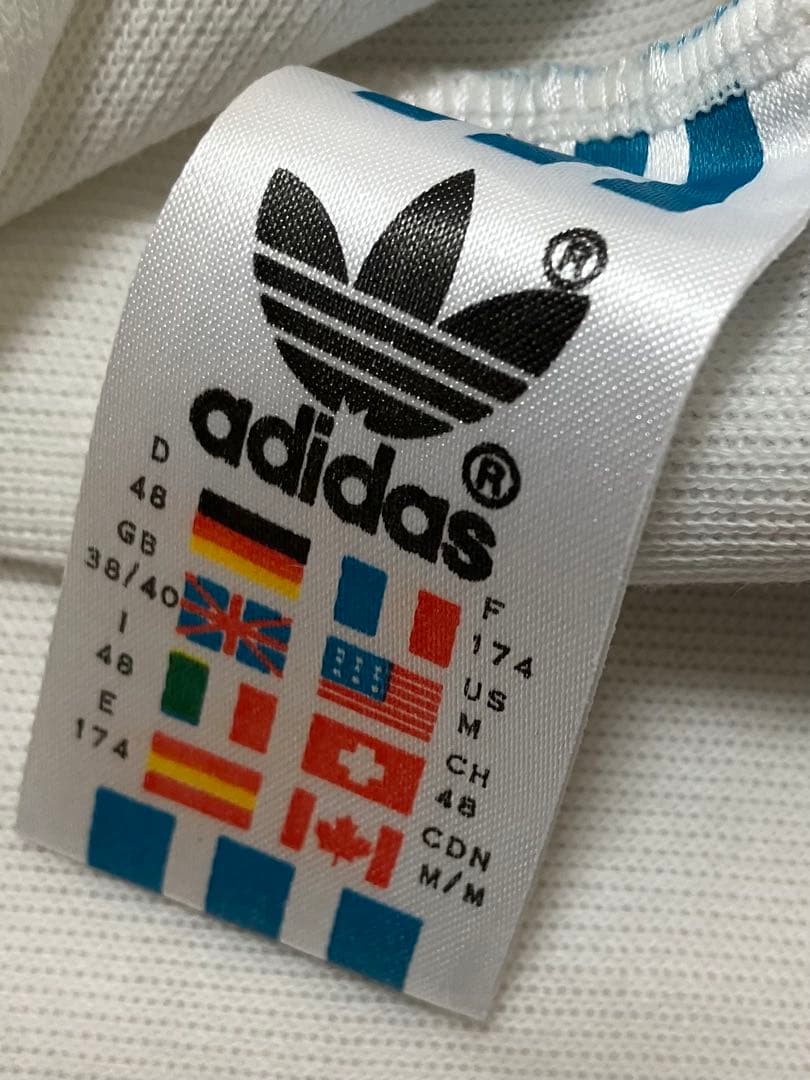 ®
adidas®
D
48
GB
38/40
I
48
E
174
F
174
US
M
CH
48
CDN
M/M